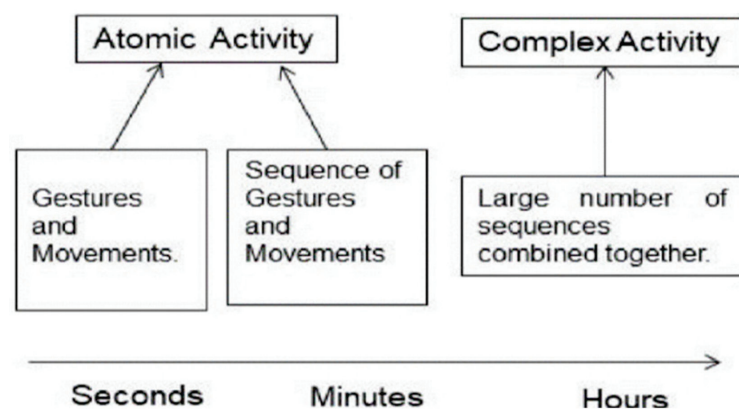 Atomic Activity
Complex Activity
Gestures
and
Movements.
Sequence of
Gestures
and
Movements
Large number of
sequences
combined together.
Seconds
Minutes
Hours